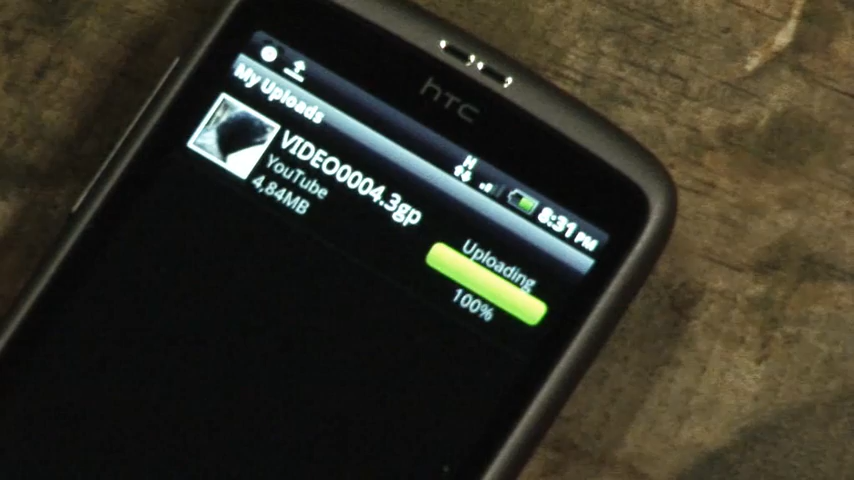 hTC
H
8:31 PM
My Uploads
VIDEO0004.3gp
YouTube
4,84MB
Uploading
100%